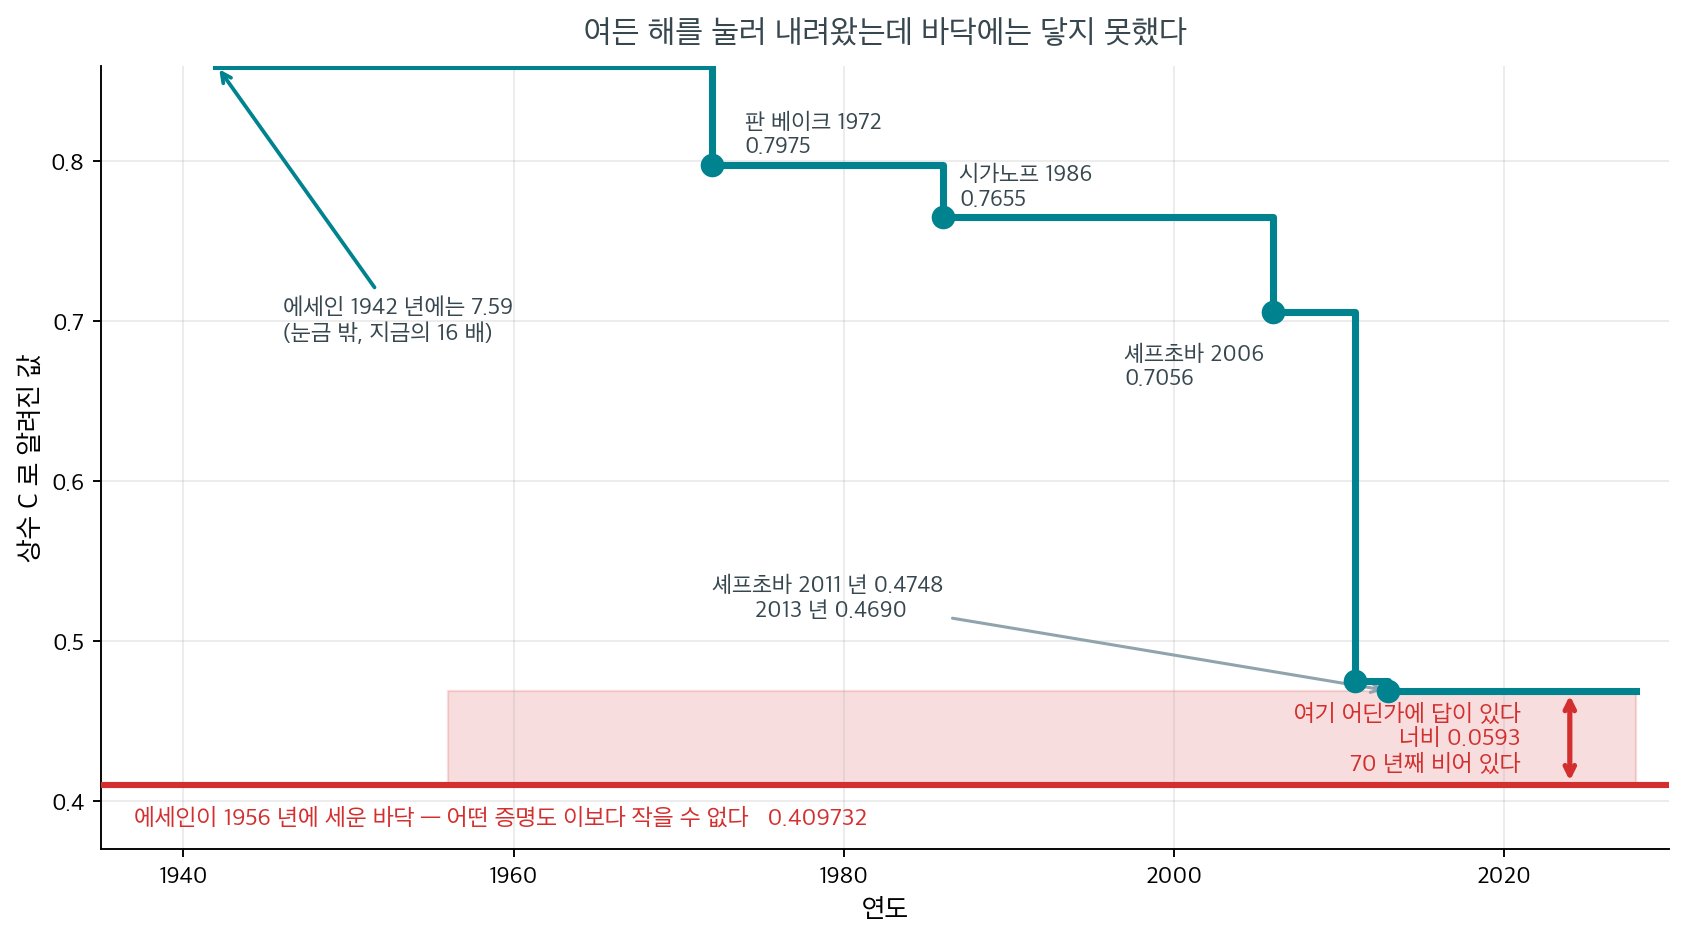 여든 해를 눌러 내려왔는데 바닥에는 닿지 못했다
상수 C 로 알려진 값
0.8
0.7
0.6
0.5
0.4
판 베이크 1972
0.7975
시가노프 1986
0.7655
에세인 1942 년에는 7.59
(눈금 밖, 지금의 16 배)
셰프초바 2006
0.7056
셰프초바 2011 년 0.4748
2013 년 0.4690
여기 어딘가에 답이 있다
너비 0.0593
70 년째 비어 있다
에세인이 1956 년에 세운 바닥 — 어떤 증명도 이보다 작을 수 없다 0.409732
1940
1960
1980
2000
2020
연도